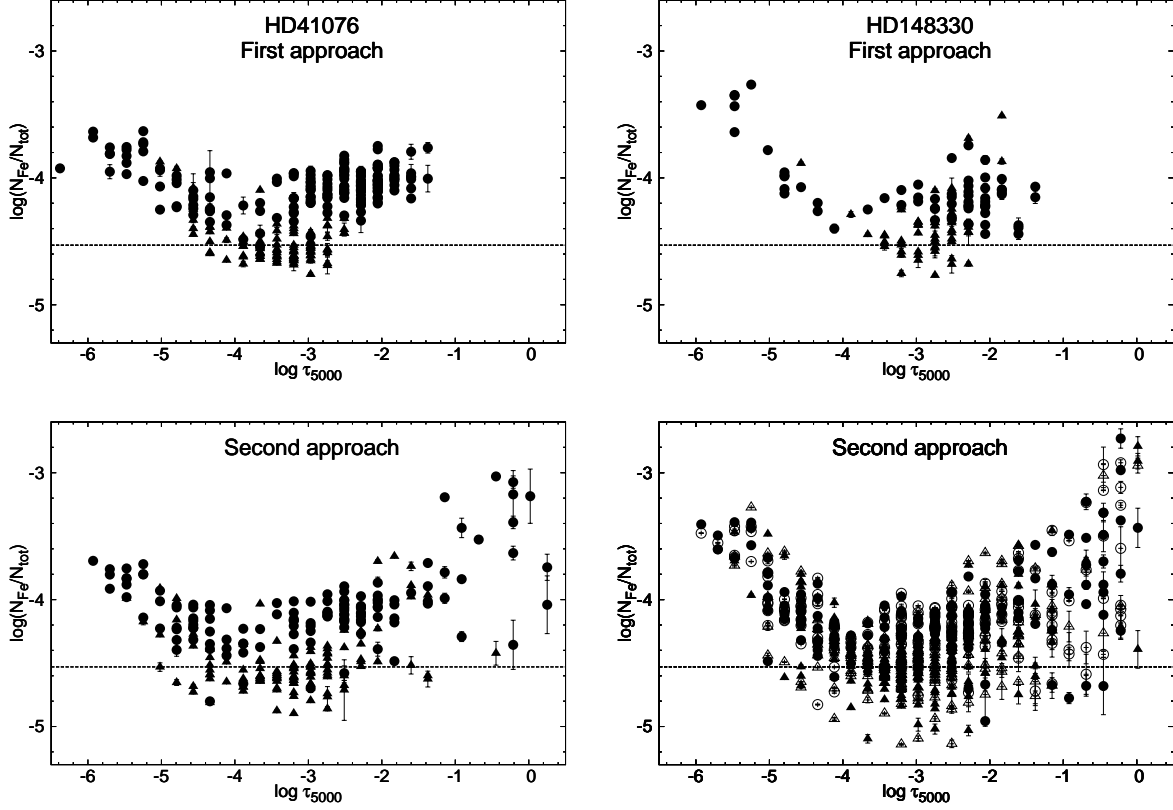 HD41076
First approach
-3
-4
-5
log(N_Fe/N_tot)
-6 -5 -4 -3 -2 -1 0
log τ_5000
HD148330
First approach
-3
-4
-5
log(N_Fe/N_tot)
-6 -5 -4 -3 -2 -1 0
log τ_5000
Second approach
-3
-4
-5
log(N_Fe/N_tot)
-6 -5 -4 -3 -2 -1 0
log τ_5000
Second approach
-3
-4
-5
log(N_Fe/N_tot)
-6 -5 -4 -3 -2 -1 0
log τ_5000